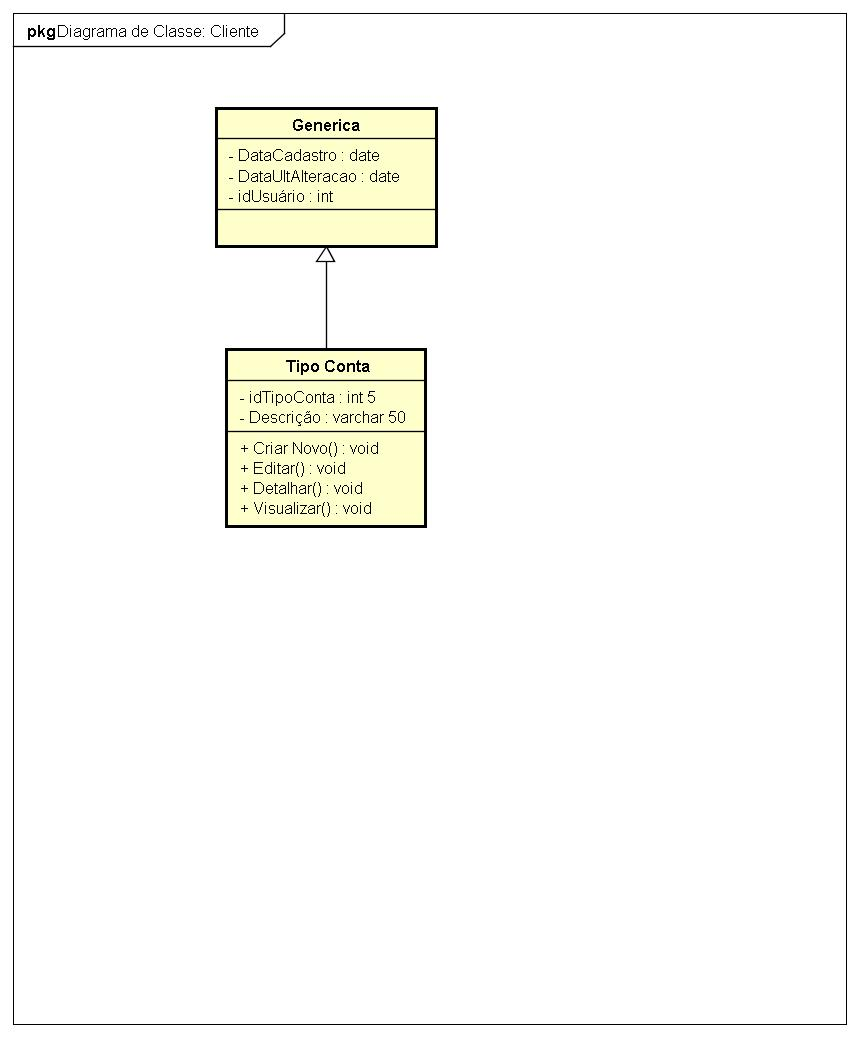 pkgDiagrama de Classe: Cliente
Generica
- DataCadastro : date
- DataUltAlteracao : date
- idUsuário : int
Tipo Conta
- idTipoConta : int 5
- Descrição : varchar 50
+ Criar Novo() : void
+ Editar() : void
+ Detalhar() : void
+ Visualizar() : void